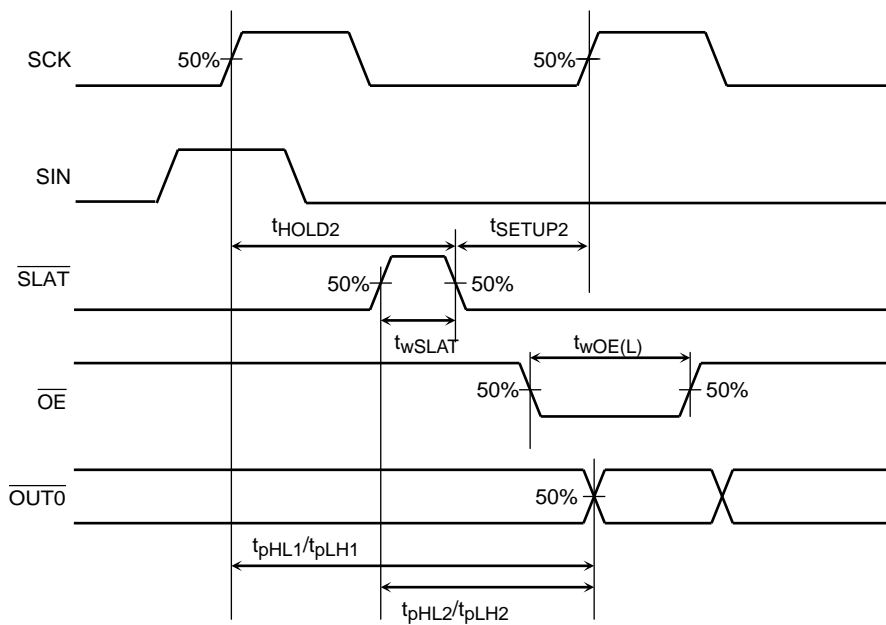 SCK 50% 50%
SIN
tHOLD2 tSETUP2
SLAT 50% 50%
twSLAT twOE(L)
OE 50% 50%
OUT0 50%
tpHL1/tpLH1
tpHL2/tpLH2